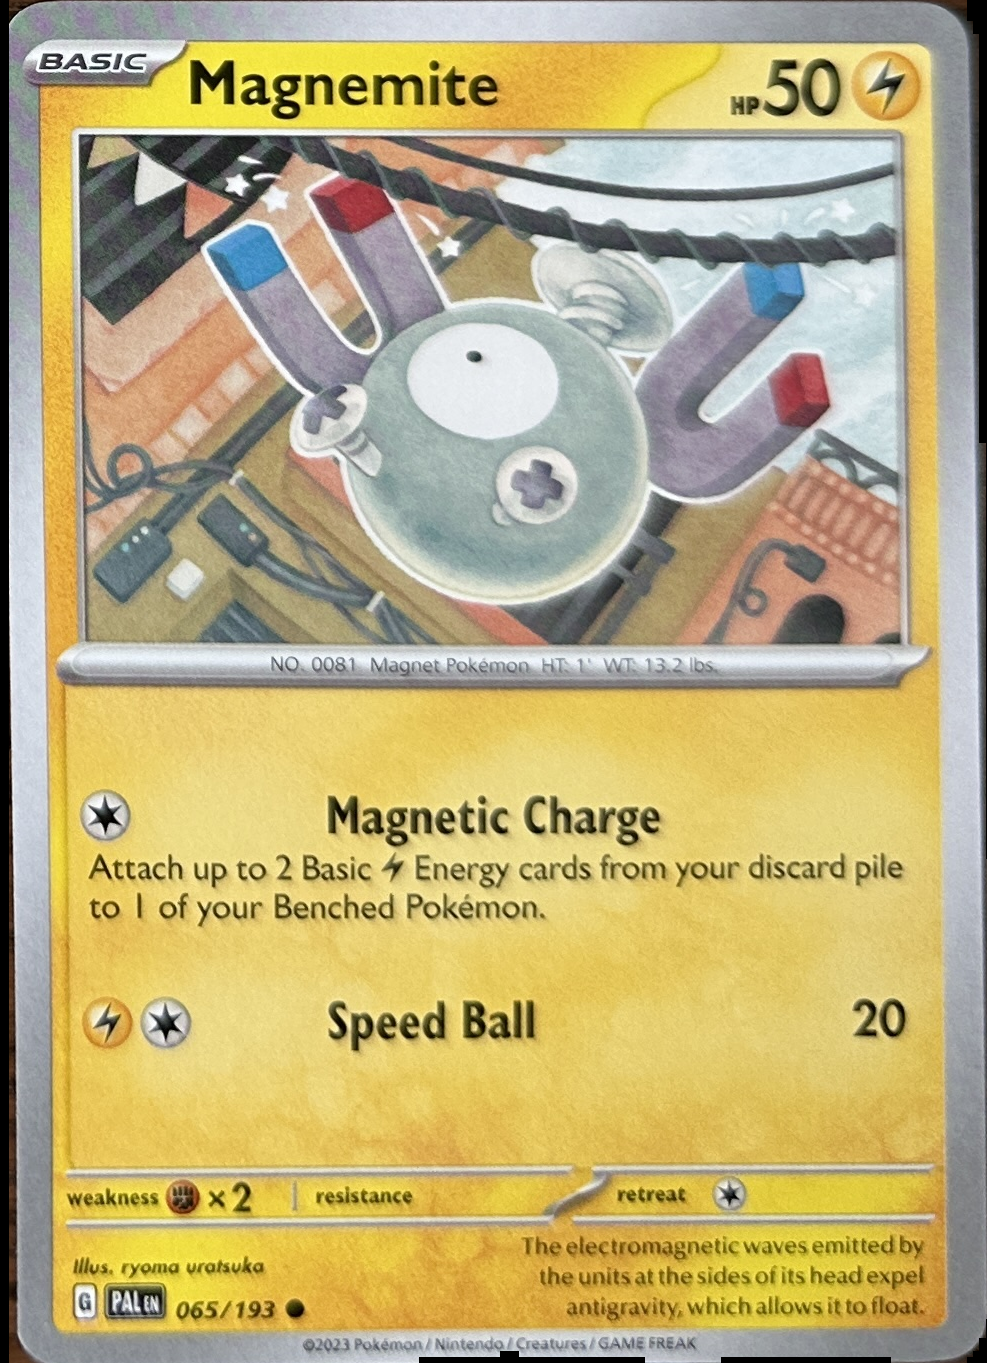 BASIC Magnemite HP 50
NO. 0081 Magnet Pokémon HT: 1' WT: 13.2 lbs.
Magnetic Charge
Attach up to 2 Basic Energy cards from your discard pile
to 1 of your Benched Pokémon.
Speed Ball 20
weakness ×2 resistance retreat
Illus. ryoma uratsuka
G PAL EN 065/193
The electromagnetic waves emitted by
the units at the sides of its head expel
antigravity, which allows it to float.
©2023 Pokémon / Nintendo / Creatures / GAME FREAK